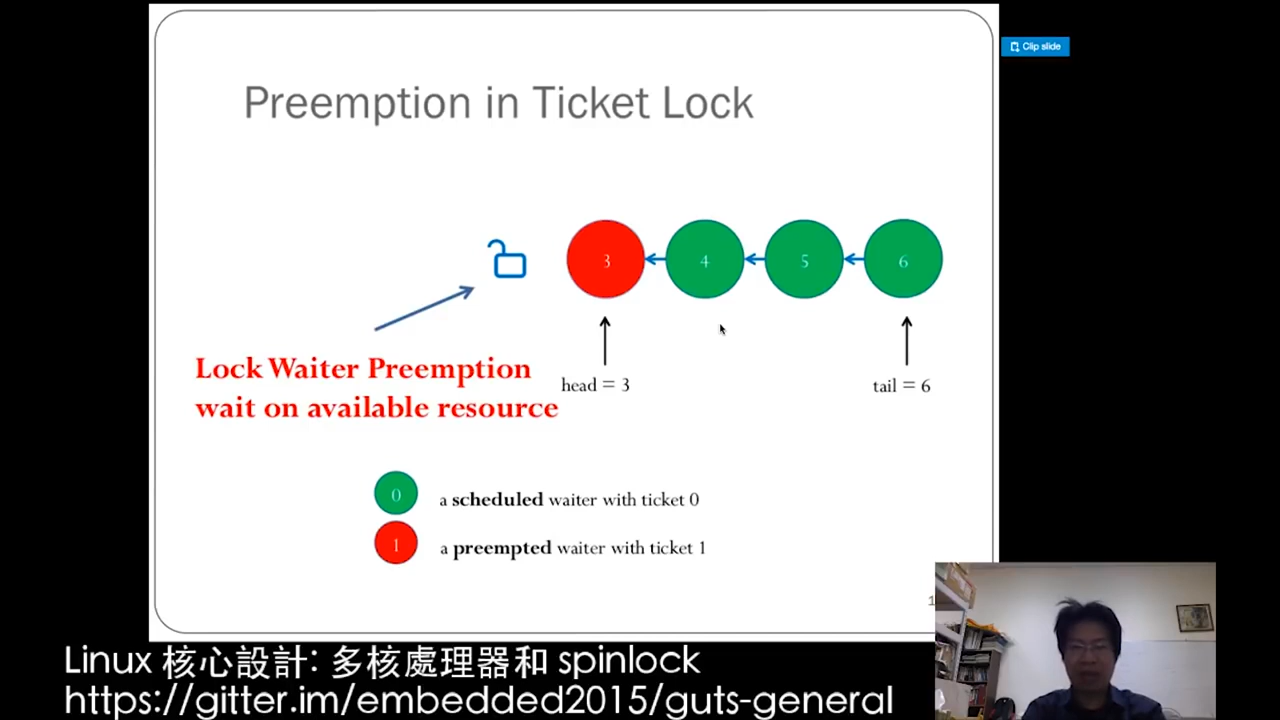 Clip slide
Preemption in Ticket Lock
3
4
5
6
Lock Waiter Preemption
wait on available resource
head = 3
tail = 6
0
a scheduled waiter with ticket 0
1
a preempted waiter with ticket 1
Linux 核心設計: 多核處理器和 spinlock
https://gitter.im/embedded2015/guts-general